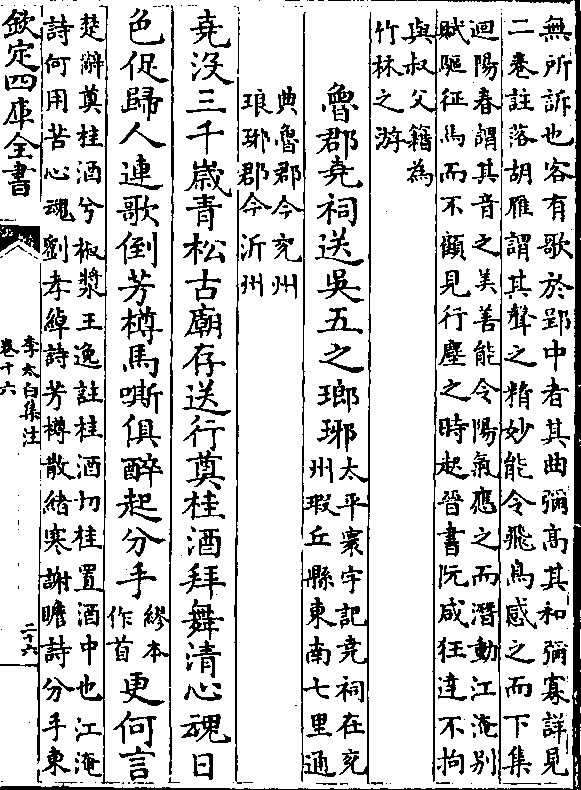 無所訴也客有歌於郢中者其曲彌高其和彌寡詳見
二卷註落胡雁謂其聲之精妙能令飛鳥感之而下集
迴陽春謂其音之美善能令陽氣應之而潛動江淹別
賦驅征馬而不顧見行塵之時起晉書阮咸狂達不拘
與叔父籍為
竹林之游
魯郡堯祠送吳五之瑯琊
太平寰宇記堯祠在兖
州瑕丘縣東南七里通
典魯郡今兖州
琅琊郡今沂州
堯沒三千歲青松古廟存送行奠桂酒拜舞清心魂日
色促歸人連歌倒芳樽馬嘶俱醉起分手
繆本
作首
更何言
楚辭奠桂酒兮椒漿王逸註桂酒切桂置酒中也江淹
詩何用苦心魂劉孝綽詩芳樽散緒寒謝瞻詩分手東
欽定四庫全書
李太白集注
卷十六
二十六